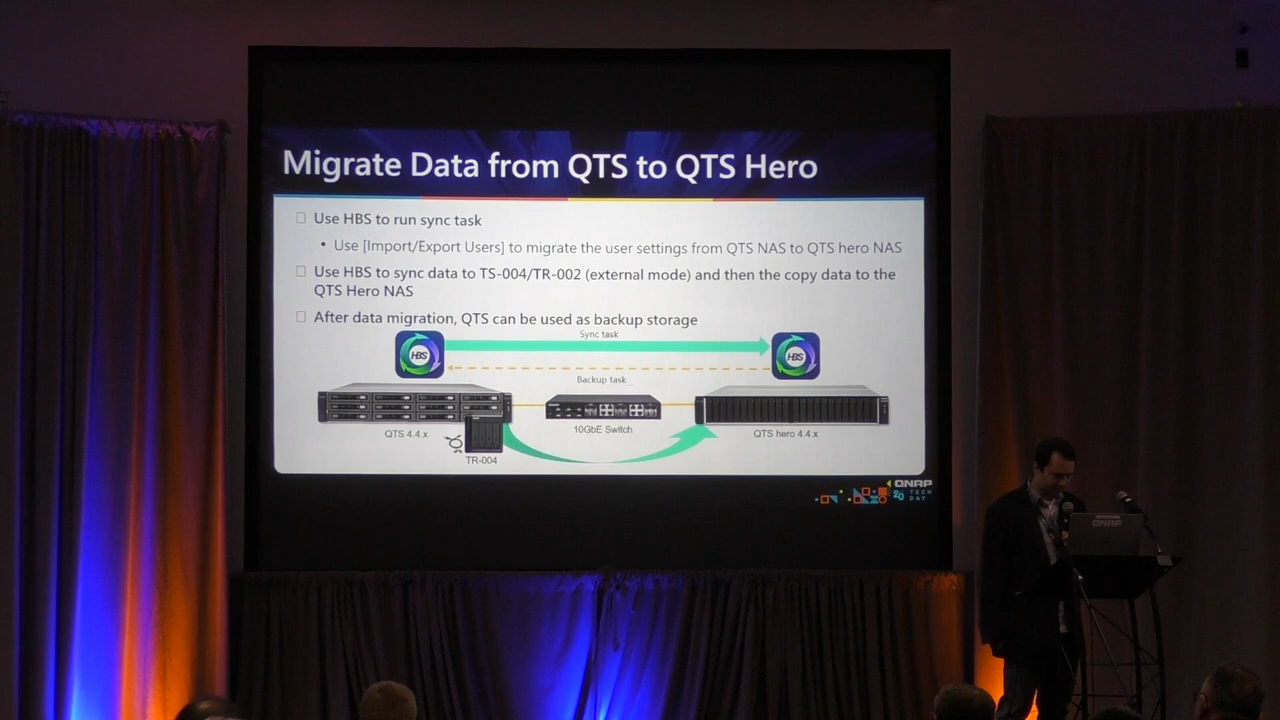 Migrate Data from QTS to QTS Hero
Use HBS to run sync task
• Use [Import/Export Users] to migrate the user settings from QTS NAS to QTS hero NAS
Use HBS to sync data to TS-004/TR-002 (external mode) and then the copy data to the
QTS Hero NAS
After data migration, QTS can be used as backup storage
Sync task
HBS
HBS
Backup task
QTS 4.4.x
10GbE Switch
QTS hero 4.4.x
TR-004
QNAP
20 TECH
DAY
QNAP